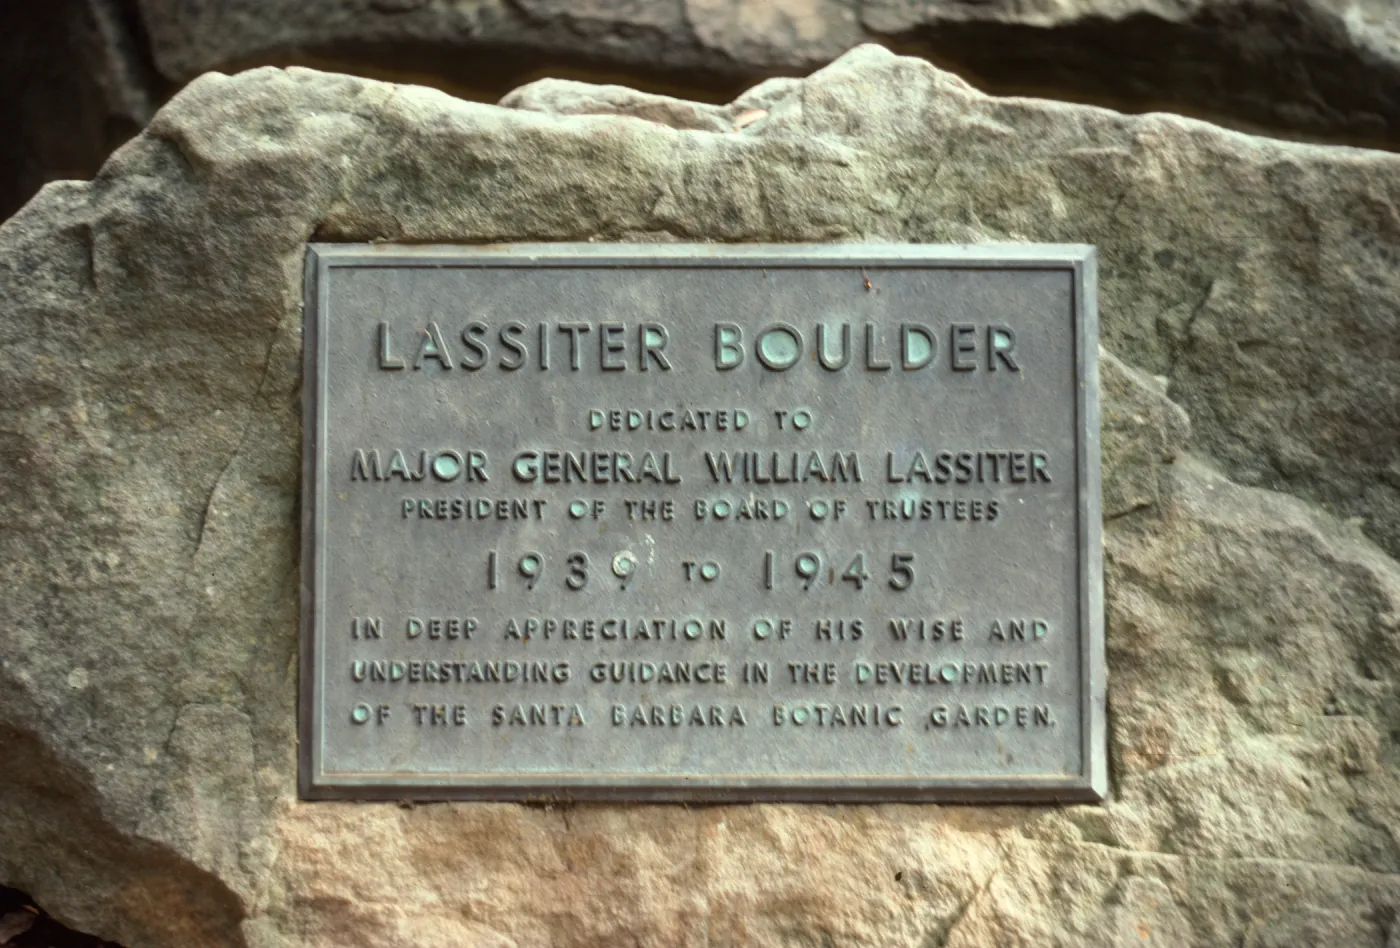 LASSITER BOULDER
DEDICATED TO
MAJOR GENERAL WILLIAM LASSITER
PRESIDENT OF THE BOARD OF TRUSTEES
1939 TO 1945
IN DEEP APPRECIATION OF HIS WISE AND
UNDERSTANDING GUIDANCE IN THE DEVELOPMENT
OF THE SANTA BARBARA BOTANIC GARDEN.